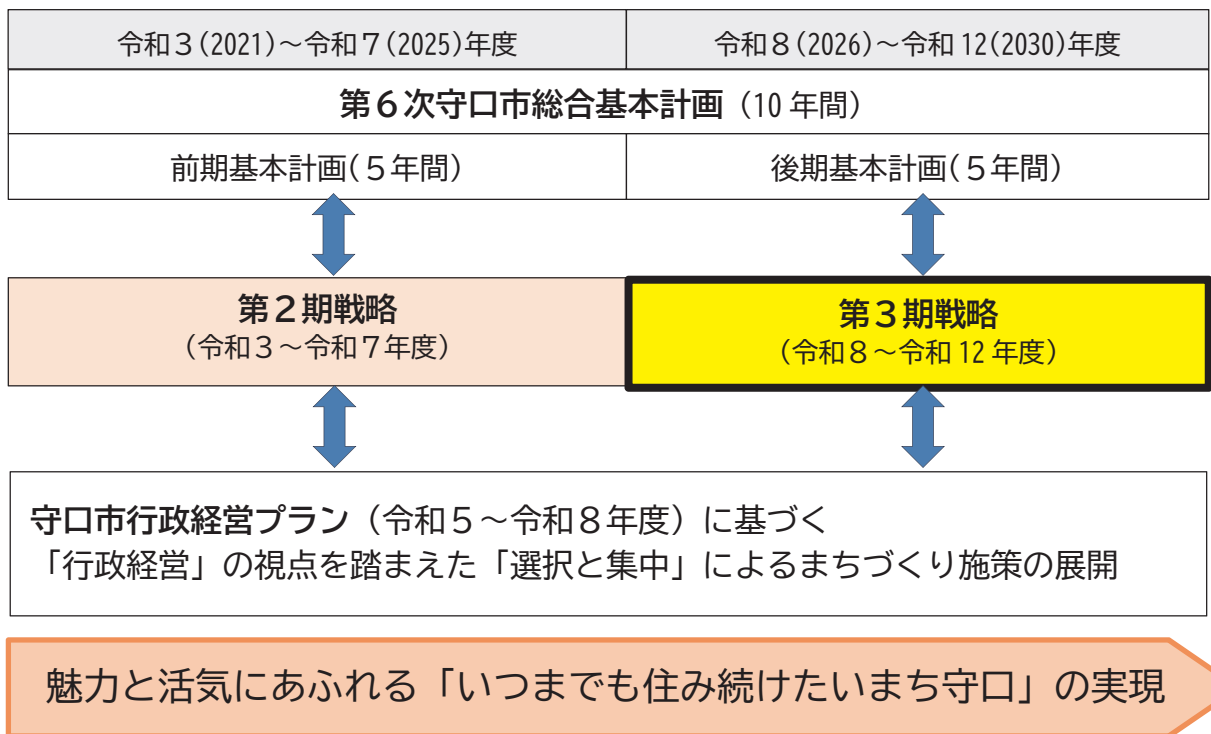 令和３(2021)～令和７(2025)年度
令和８(2026)～令和 12(2030)年度
第６次守口市総合基本計画（10 年間）
前期基本計画(５年間)
後期基本計画(５年間)
第２期戦略
（令和３～令和７年度）
第３期戦略
（令和８～令和 12 年度）
守口市行政経営プラン（令和５～令和８年度）に基づく
「行政経営」の視点を踏まえた「選択と集中」によるまちづくり施策の展開
魅力と活気にあふれる「いつまでも住み続けたいまち守口」の実現